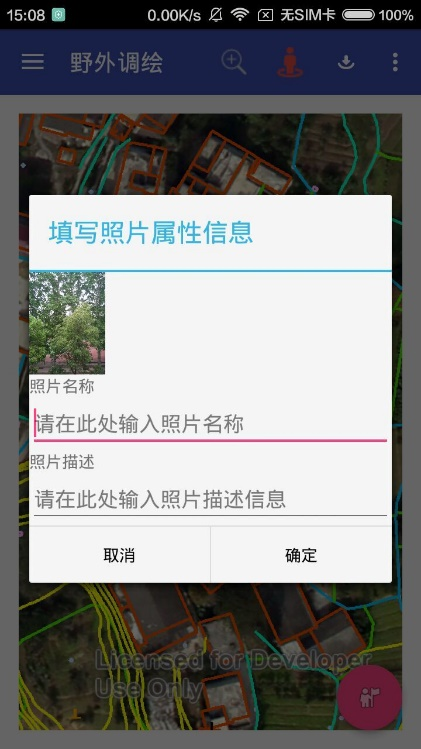 15:08 0.00K/s 无SIM卡 100%
野外调绘
填写照片属性信息
照片名称
请在此处输入照片名称
照片描述
请在此处输入照片描述信息
取消 确定
Licensed for Developer
Use Only